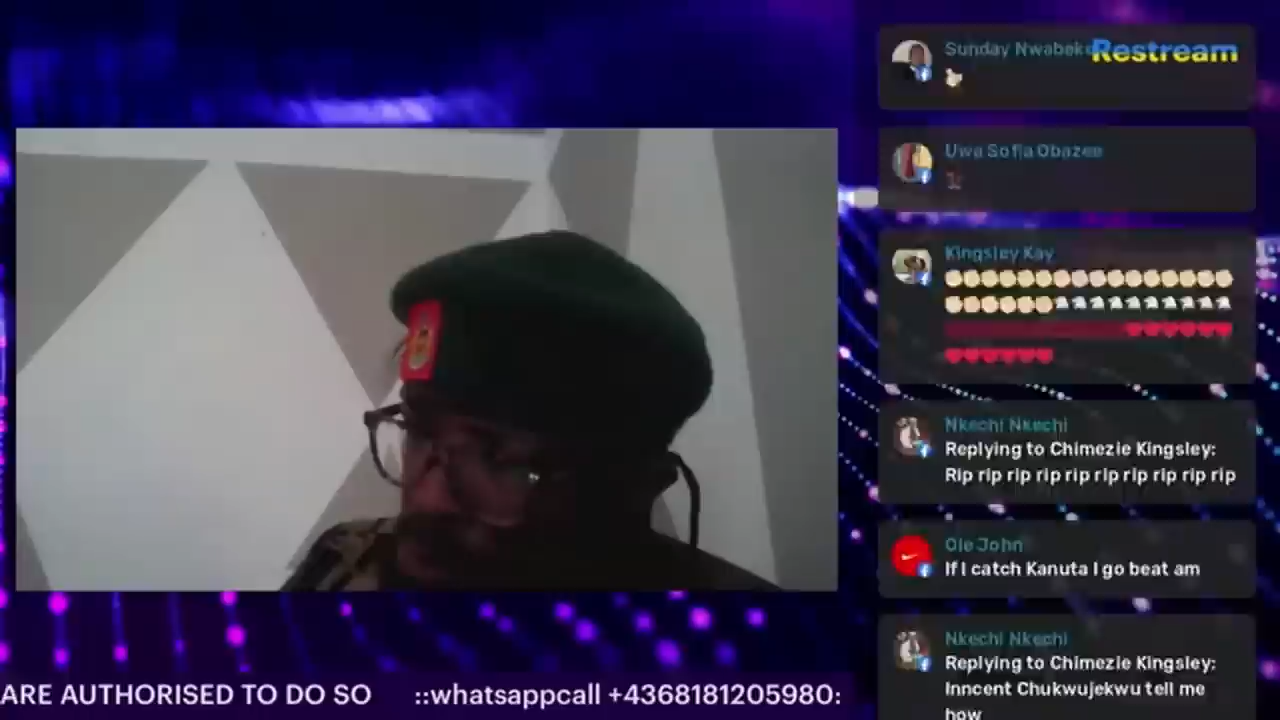 Restream
Sunday Nwabeke
Uwa Sofia Obazee
Kingsley Kay
Nkechi Nkechi
Replying to Chimezie Kingsley:
Rip rip rip rip rip rip rip rip rip rip
Ole John
If I catch Kanuta I go beat am
Nkechi Nkechi
Replying to Chimezie Kingsley:
Inncent Chukwujekwu tell me
how
ARE AUTHORISED TO DO SO ::whatsappcall +4368181205980: